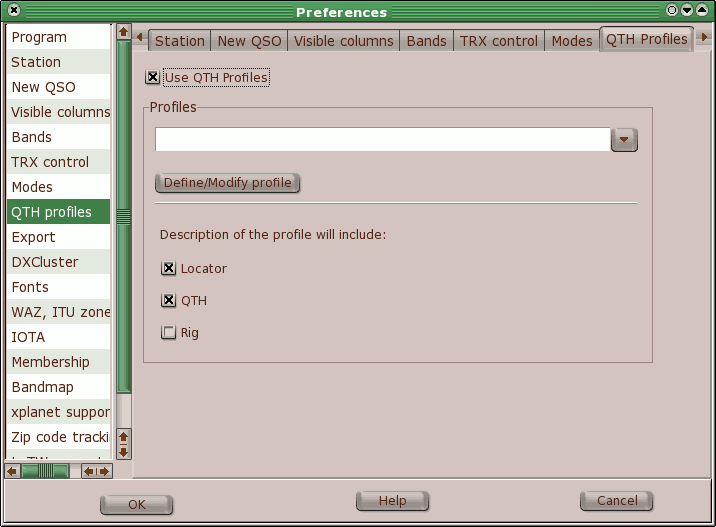 Preferences
Program
Station
New QSO
Visible columns
Bands
TRX control
Modes
QTH profiles
Export
DXCluster
Fonts
WAZ, ITU zone
IOTA
Membership
Bandmap
xplanet suppor
Zip code tracki
Station New QSO Visible columns Bands TRX control Modes QTH Profiles
Use QTH Profiles
Profiles
Define/Modify profile
Description of the profile will include:
Locator
QTH
Rig
OK Help Cancel